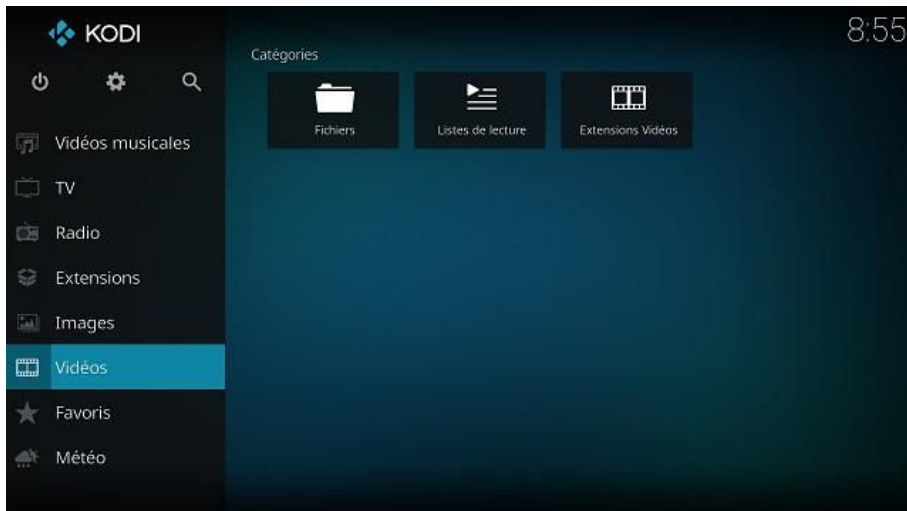 KODI
8:55
Catégories
Fichiers
Listes de lecture
Extensions Vidéos
Vidéos musicales
TV
Radio
Extensions
Images
Vidéos
Favoris
Météo